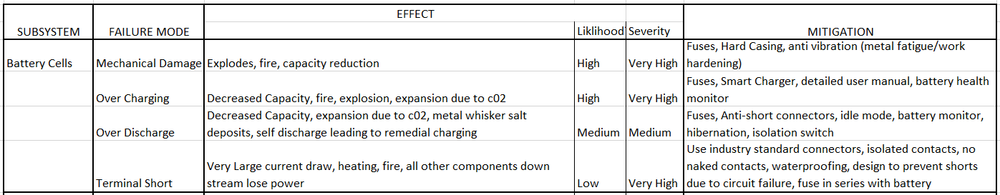 EFFECT
SUBSYSTEM FAILURE MODE Liklihood Severity MITIGATION
Fuses, Hard Casing, anti vibration (metal fatigue/work
Battery Cells Mechanical Damage Explodes, fire, capacity reduction High Very High hardening)
Fuses, Smart Charger, detailed user manual, battery health
Over Charging Decreased Capacity, fire, explosion, expansion due to c02 High Very High monitor
Decreased Capacity, expansion due to c02, metal whisker salt Fuses, Anti-short connectors, idle mode, battery monitor,
Over Discharge deposits, self discharge leading to remedial charging Medium Medium hibernation, isolation switch
Use industry standard connectors, isolated contacts, no
Very Large current draw, heating, fire, all other components down naked contacts, waterproofing, design to prevent shorts
Terminal Short stream lose power Low Very High due to circuit failure, fuse in series with battery